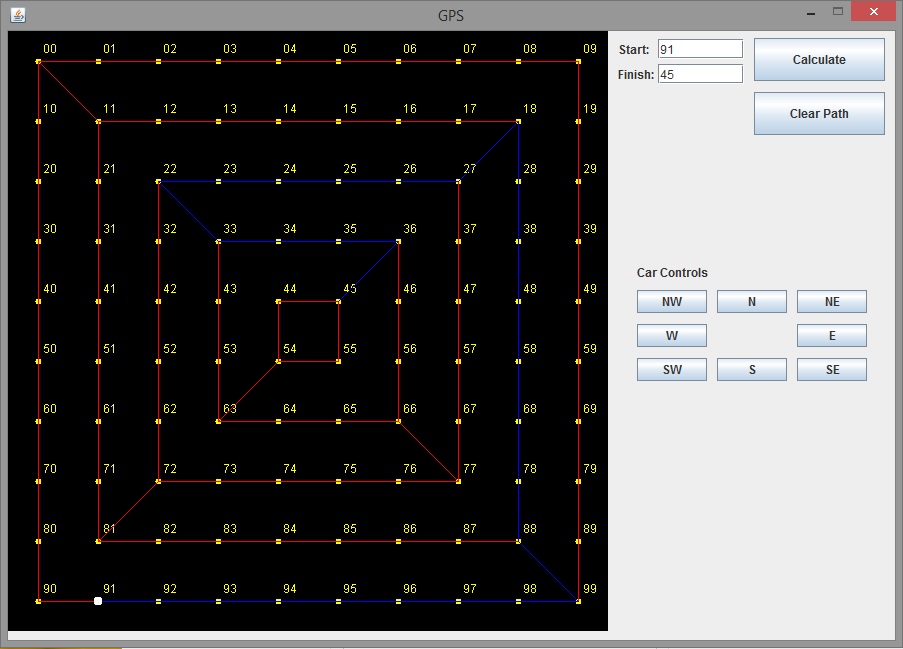 GPS
00 01 02 03 04 05 06 07 08 09
10 11 12 13 14 15 16 17 18 19
20 21 22 23 24 25 26 27 28 29
30 31 32 33 34 35 36 37 38 39
40 41 42 43 44 45 46 47 48 49
50 51 52 53 54 55 56 57 58 59
60 61 62 63 64 65 66 67 68 69
70 71 72 73 74 75 76 77 78 79
80 81 82 83 84 85 86 87 88 89
90 91 92 93 94 95 96 97 98 99
Start: 91
Finish: 45
Calculate
Clear Path
Car Controls
NW N NE
W E
SW S SE